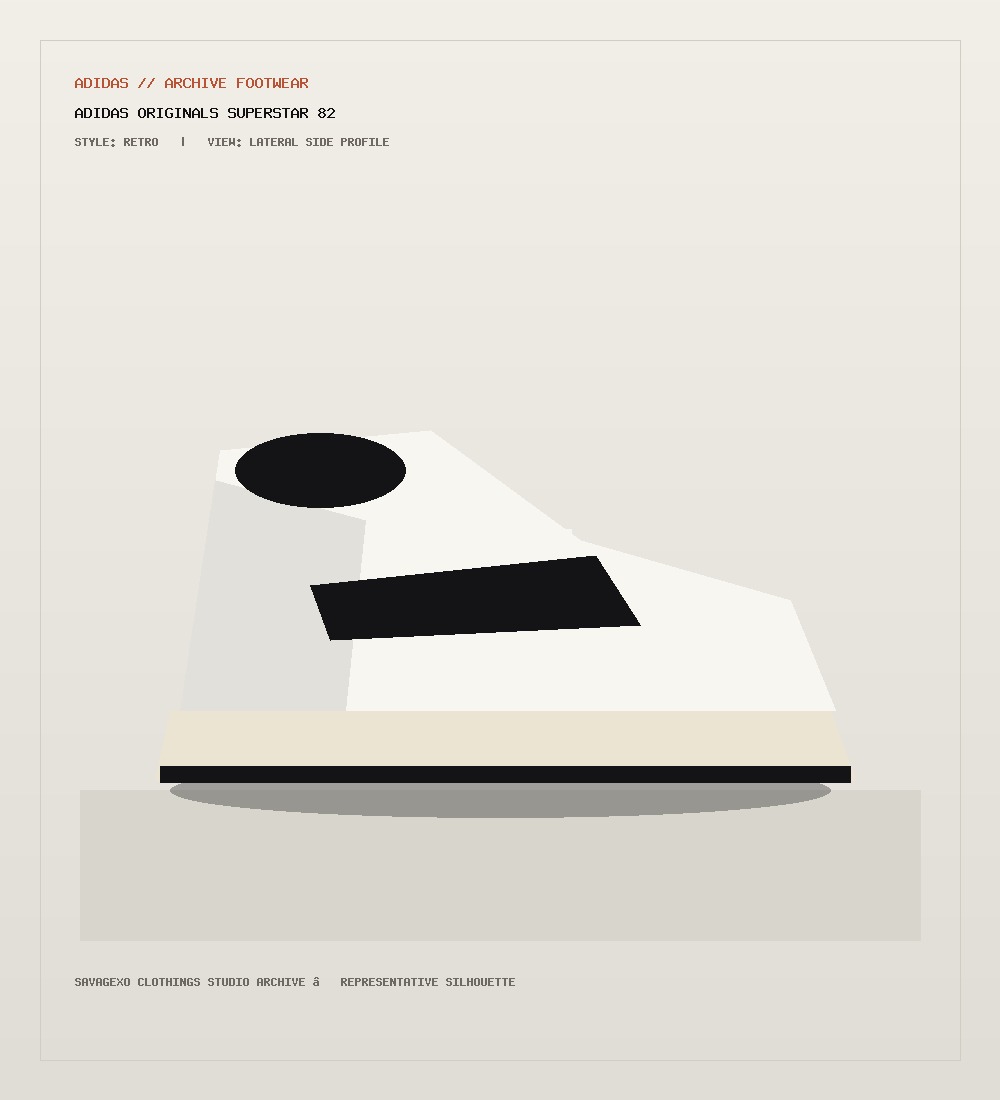 ADIDAS // ARCHIVE FOOTWEAR
ADIDAS ORIGINALS SUPERSTAR 82
STYLE: RETRO | VIEW: LATERAL SIDE PROFILE
SAVAGEXO CLOTHINGS STUDIO ARCHIVE â REPRESENTATIVE SILHOUETTE